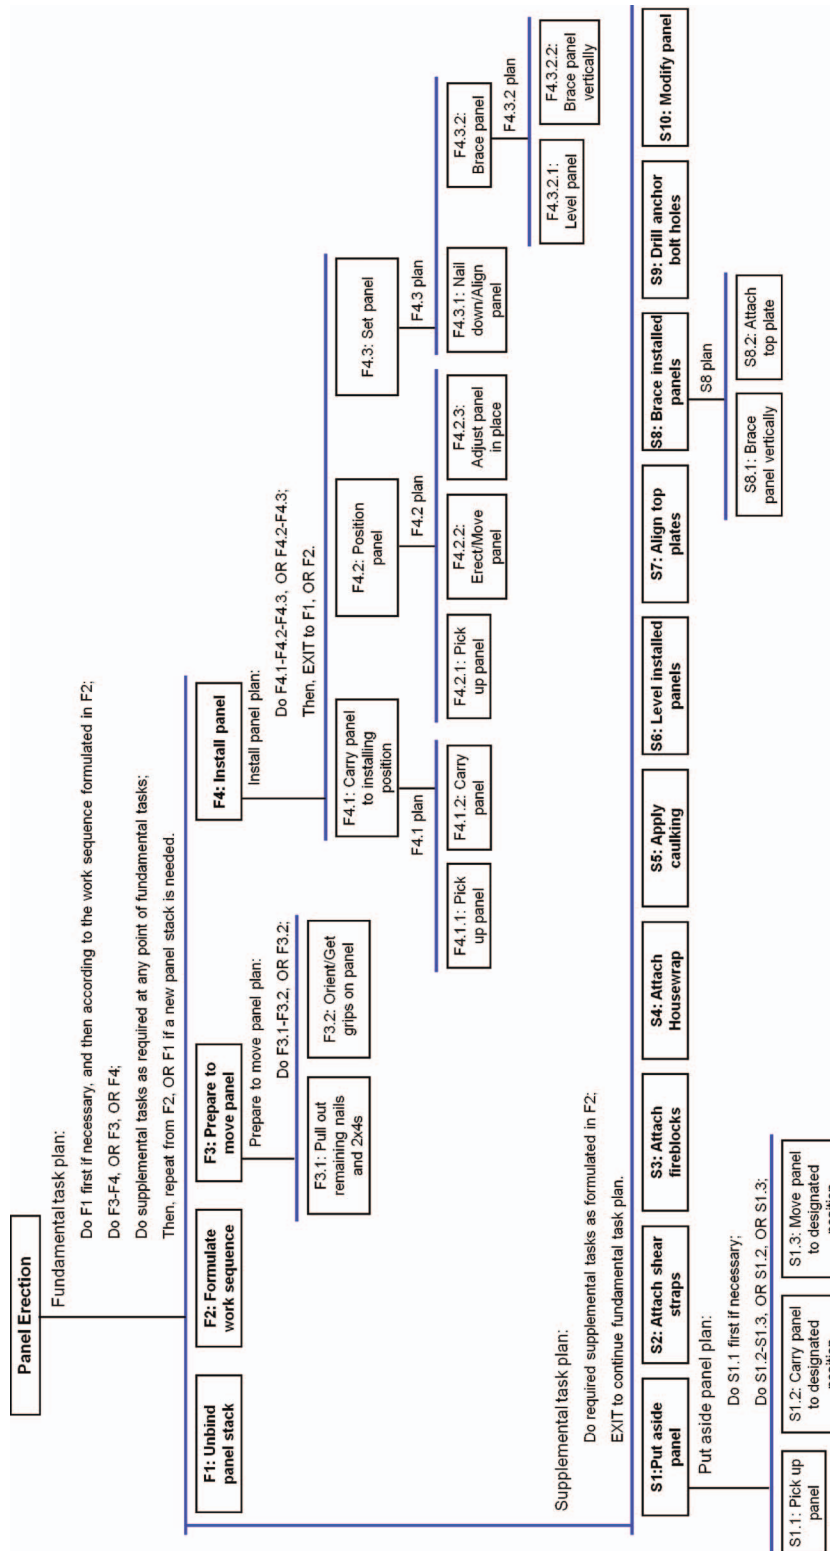 Panel Erection
Fundamental task plan:
Do F1 first if necessary, and then according to the work sequence formulated in F2;
Do F3-F4, OR F3, OR F4;
Do supplemental tasks as required at any point of fundamental tasks;
Then, repeat from F2, OR F1 if a new panel stack is needed.
F1: Unbind
panel stack
F2: Formulate
work sequence
F3: Prepare to
move panel
F4: Install panel
Prepare to move panel plan:
Do F3.1-F3.2, OR F3.2;
F3.1: Pull out
remaining nails
and 2x4s
F3.2: Orient/Get
grips on panel
Install panel plan:
Do F4.1-F4.2-F4.3, OR F4.2-F4.3;
Then, EXIT to F1, OR F2.
F4.1: Carry panel
to installing
position
F4.2: Position
panel
F4.3: Set panel
F4.1 plan
F4.2 plan
F4.3 plan
F4.1.1: Pick
up panel
F4.1.2: Carry
panel
F4.2.1: Pick
up panel
F4.2.2:
Erect/Move
panel
F4.2.3:
Adjust panel
in place
F4.3.1: Nail
down/Align
panel
F4.3.2:
Brace panel
F4.3.2 plan
F4.3.2.1:
Level panel
F4.3.2.2:
Brace panel
vertically
Supplemental task plan:
Do required supplemental tasks as formulated in F2;
EXIT to continue fundamental task plan.
S1:Put aside
panel
S2: Attach shear
straps
S3: Attach
fireblocks
S4: Attach
Housewrap
S5: Apply
caulking
S6: Level installed
panels
S7: Align top
plates
S8: Brace installed
panels
S9: Drill anchor
bolt holes
S10: Modify panel
Put aside panel plan:
Do S1.1 first if necessary;
Do S1.2-S1.3, OR S1.2, OR S1.3;
S1.1: Pick up
panel
S1.2: Carry panel
to designated
S1.3: Move panel
to designated
S8 plan
S8.1: Brace
panel vertically
S8.2: Attach
top plate